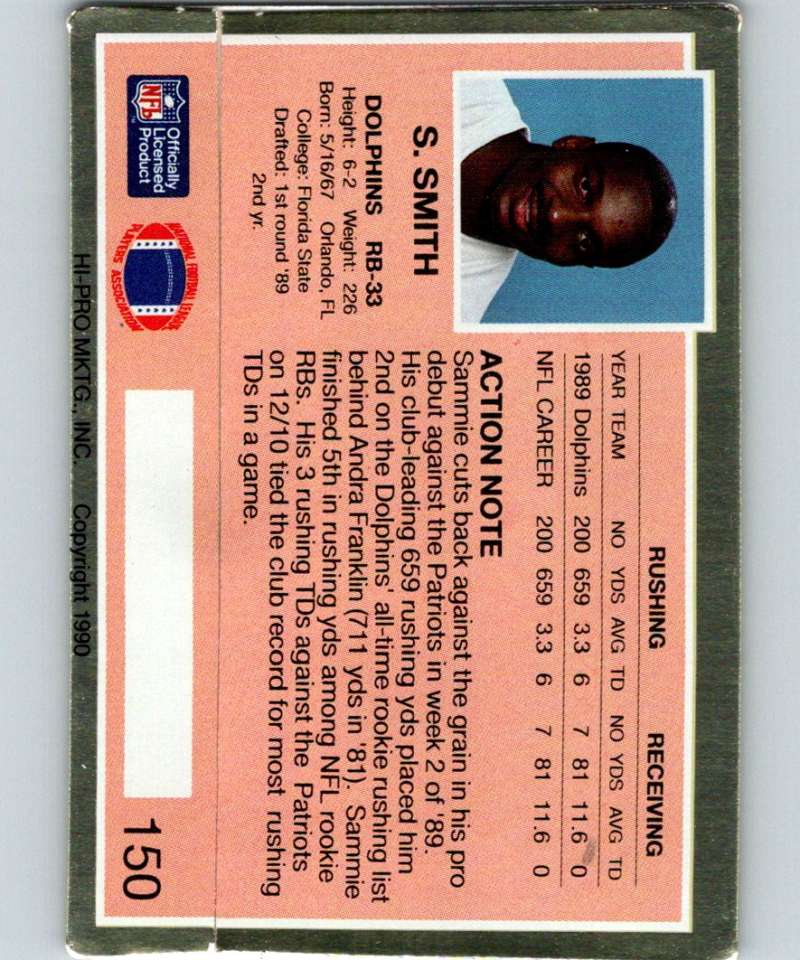 S. SMITH
DOLPHINS RB-33
Height: 6-2 Weight: 226
Born: 5/16/67 Orlando, FL
College: Florida State
Drafted: 1st round '89
2nd yr.
RUSHING RECEIVING
YEAR TEAM NO YDS AVG TD NO YDS AVG TD
1989 Dolphins 200 659 3.3 6 7 81 11.6 0
NFL CAREER 200 659 3.3 6 7 81 11.6 0
ACTION NOTE
Sammie cuts back against the grain in his pro
debut against the Patriots in week 2 of '89.
His club-leading 659 rushing yds placed him
2nd on the Dolphins' all-time rookie rushing list
behind Andra Franklin (711 yds in '81). Sammie
finished 5th in rushing yds among NFL rookie
RBs. His 3 rushing TDs against the Patriots
on 12/10 tied the club record for most rushing
TDs in a game.
NFL
Officially
Licensed
Product
NATIONAL FOOTBALL LEAGUE
PLAYERS ASSOCIATION
150
HI-PRO MKTG., INC. Copyright 1990